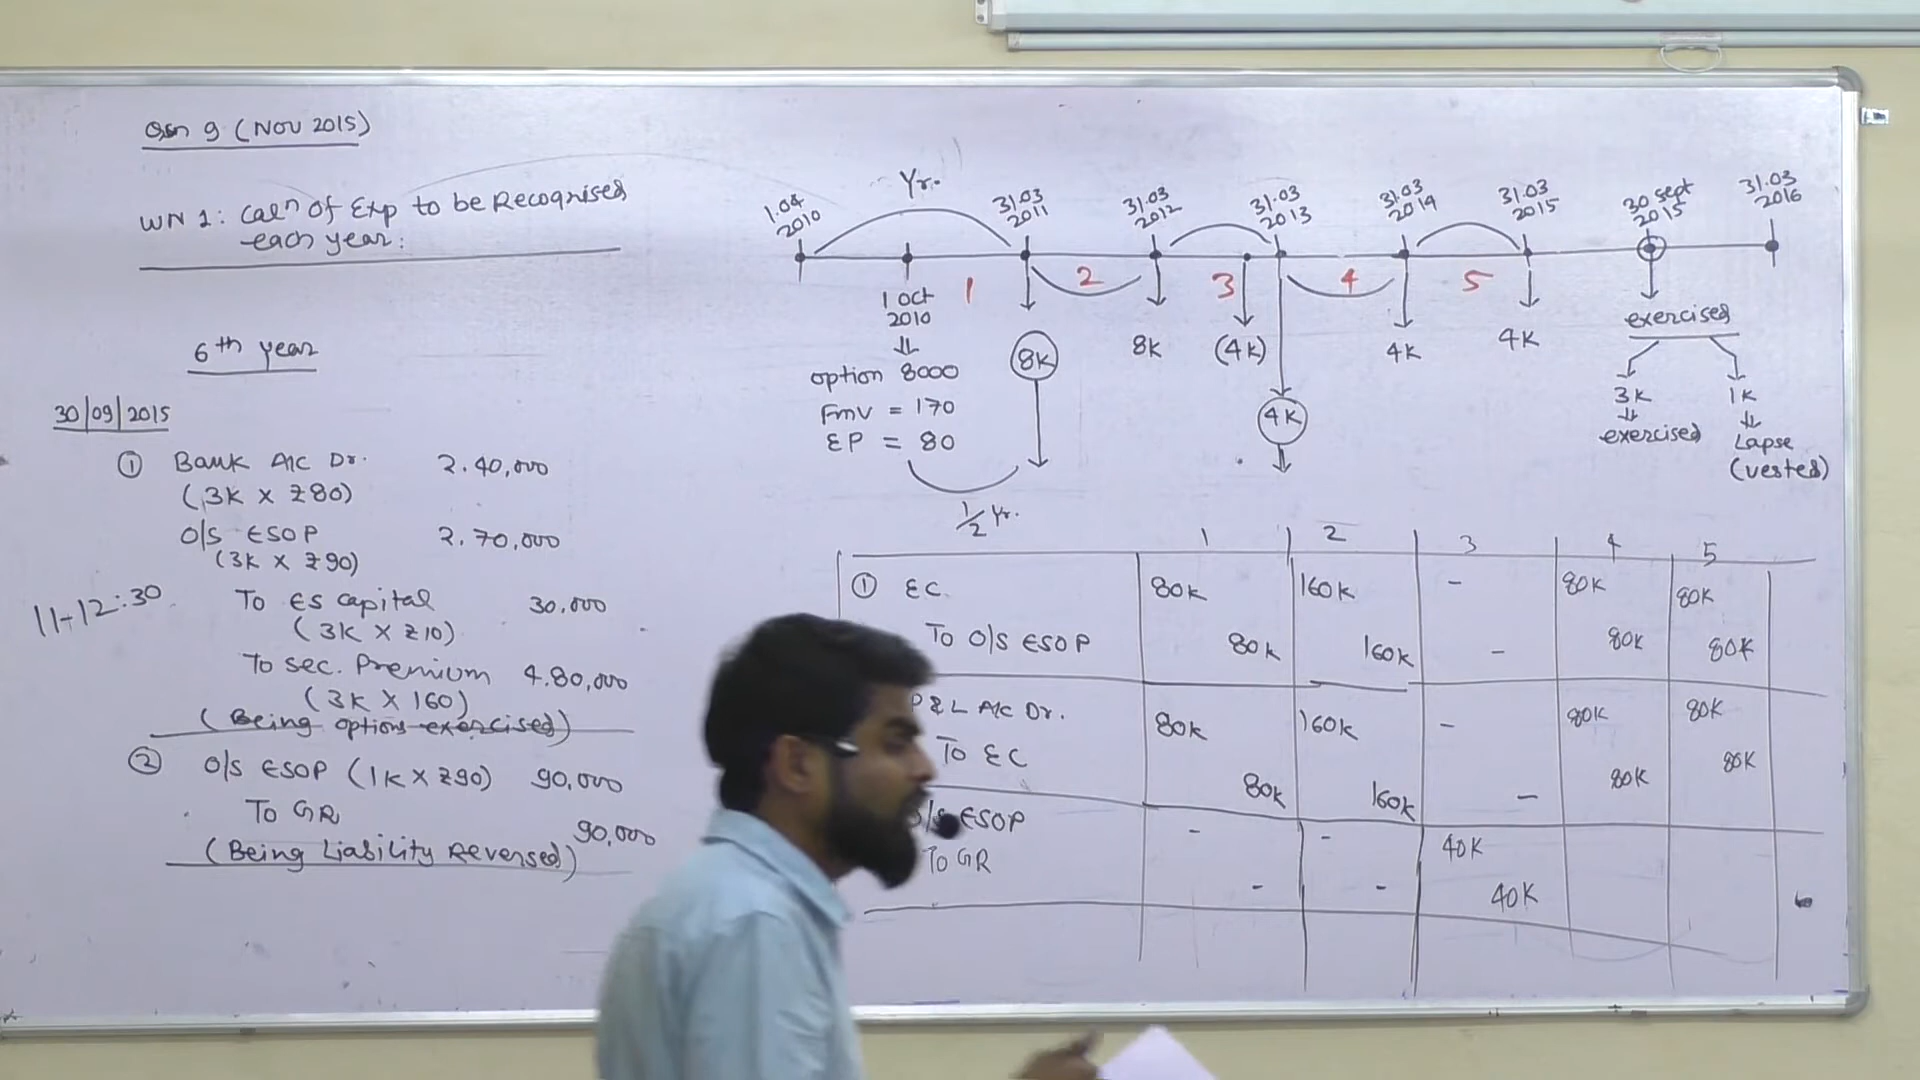 Qsn 9 (NOV 2015)
WN 1: Calⁿ of Exp to be Recognised
each year:
6th year
30/09/2015
① Bank A/C Dr. 2,40,000
(3K X ₹80)
O/S ESOP 2,70,000
(3K X ₹90)
11-12:30
To ES Capital 30,000
(3K X ₹10)
To Sec. Premium 4,80,000
(3K X 160)
(Being options exercised)
② O/S ESOP (1K X ₹90) 90,000
To GR 90,000
(Being Liability Reversed)
Yr.
1.04 2010
31.03 2011
31.03 2012
31.03 2013
31.03 2014
31.03 2015
30 Sept 2015
31.03 2016
1 2 3 4 5
1 Oct
2010
option 8000
FMV = 170
EP = 80
1/2 Yr.
8K 8K (4K) 4K 4K 4K
exercised
3K 1K
exercised Lapse
(vested)
1 2 3 4 5
① EC 80K 160K - 80K 80K
To O/S ESOP 80K 160K - 80K 80K
P&L A/C Dr. 80K 160K - 80K 80K
To EC 80K 160K - 80K 80K
O/S ESOP - - 40K
To GR - - 40K